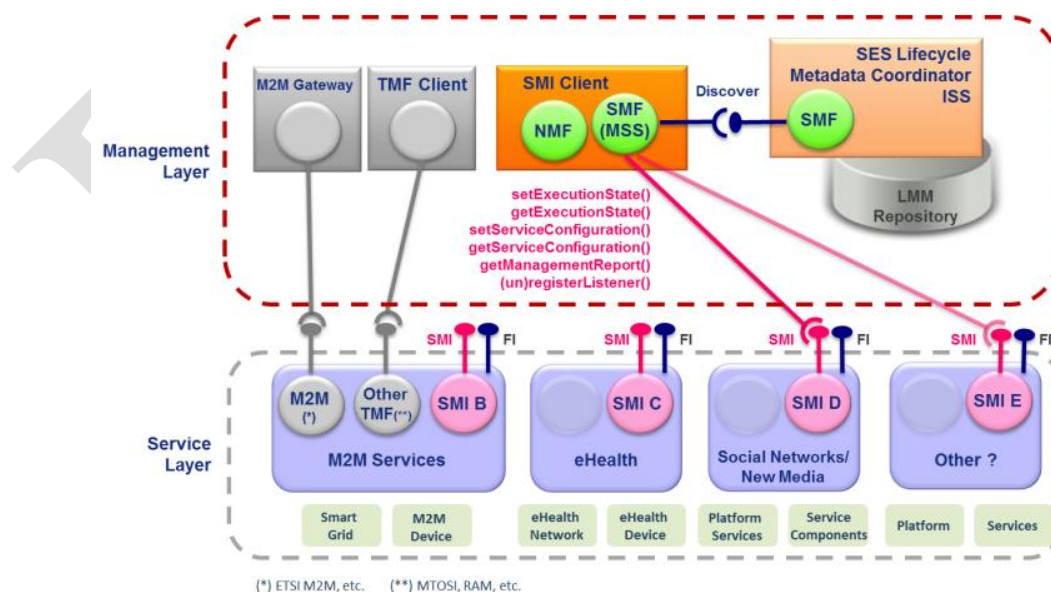 M2M Gateway
TMF Client
SMI Client
NMF
SMF
(MSS)
Discover
SES Lifecycle
Metadata Coordinator
ISS
SMF
LMM
Repository
Management
Layer
setExecutionState()
getExecutionState()
setServiceConfiguration()
getServiceConfiguration()
getManagementReport()
(un)registerListener()
SMI
FI
SMI
FI
SMI
FI
SMI
FI
Service
Layer
M2M
(*)
Other
TMF(**)
SMI B
M2M Services
SMI C
eHealth
SMI D
Social Networks/
New Media
SMI E
Other ?
Smart
Grid
M2M
Device
eHealth
Network
eHealth
Device
Platform
Services
Service
Components
Platform
Services
(*) ETSI M2M, etc.
(**) MTOSI, RAM, etc.